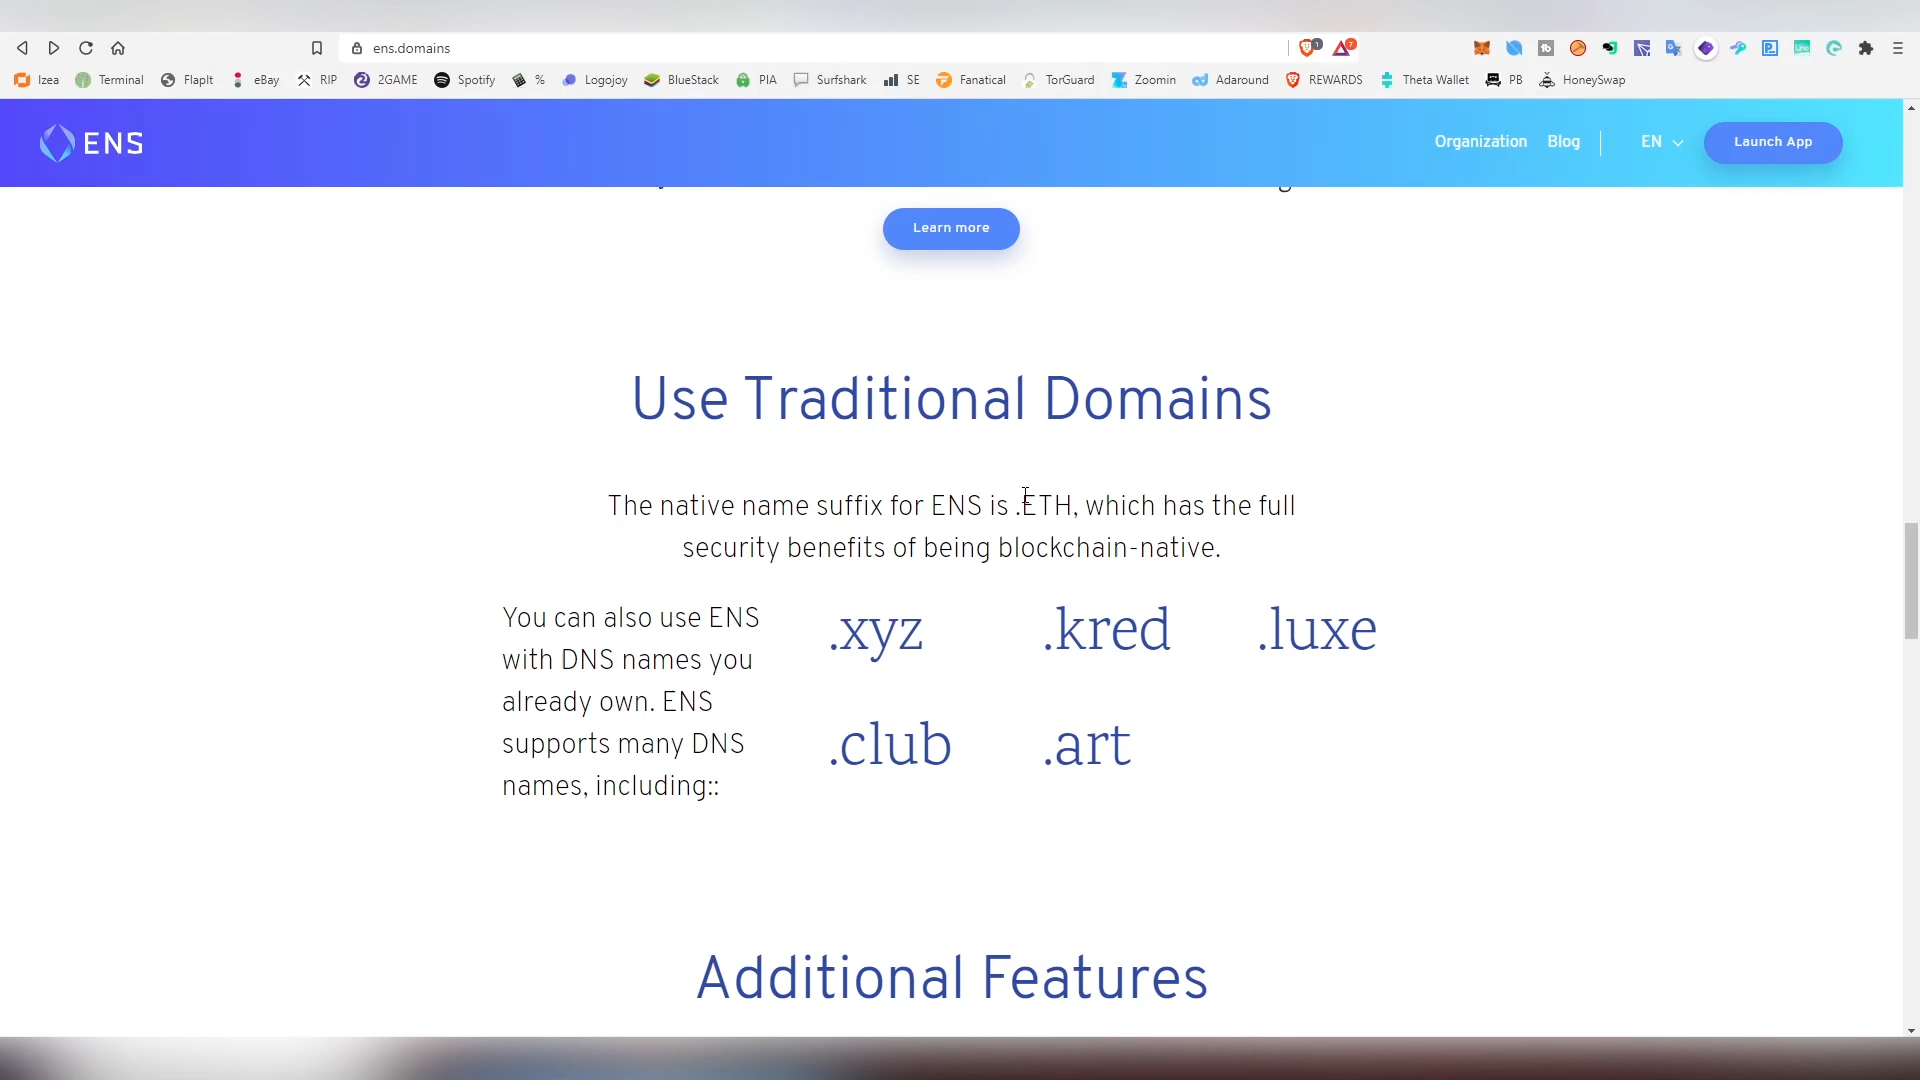 ens.domains
1
7
Izea Terminal FlapIt eBay RIP 2GAME Spotify % Logojoy BlueStack PIA Surfshark SE Fanatical TorGuard Zoomin Adaround REWARDS Theta Wallet PB HoneySwap
ENS
Organization Blog EN Launch App
Learn more
Use Traditional Domains
The native name suffix for ENS is .ETH, which has the full
security benefits of being blockchain-native.
You can also use ENS
with DNS names you
already own. ENS
supports many DNS
names, including::
.xyz .kred .luxe
.club .art
Additional Features